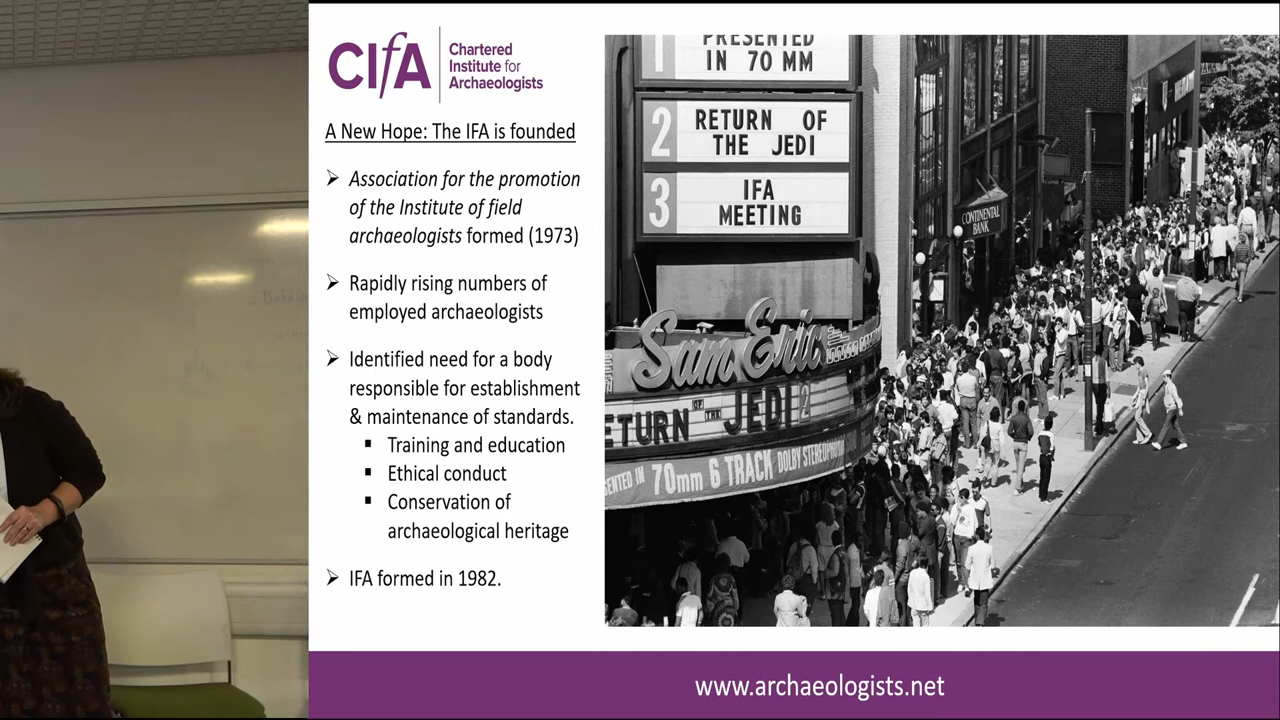 CIfA
Chartered
Institute for
Archaeologists
A New Hope: The IFA is founded
Association for the promotion
of the Institute of field
archaeologists formed (1973)
Rapidly rising numbers of
employed archaeologists
Identified need for a body
responsible for establishment
& maintenance of standards.
Training and education
Ethical conduct
Conservation of
archaeological heritage
IFA formed in 1982.
1 PRESENTED
IN 70 MM
2 RETURN OF
THE JEDI
3 IFA
MEETING
CONTINENTAL
BANK
Sam Eric
ETURN OF THE JEDI 2
ENTED IN 70mm 6 TRACK DOLBY STEREOPHO
www.archaeologists.net